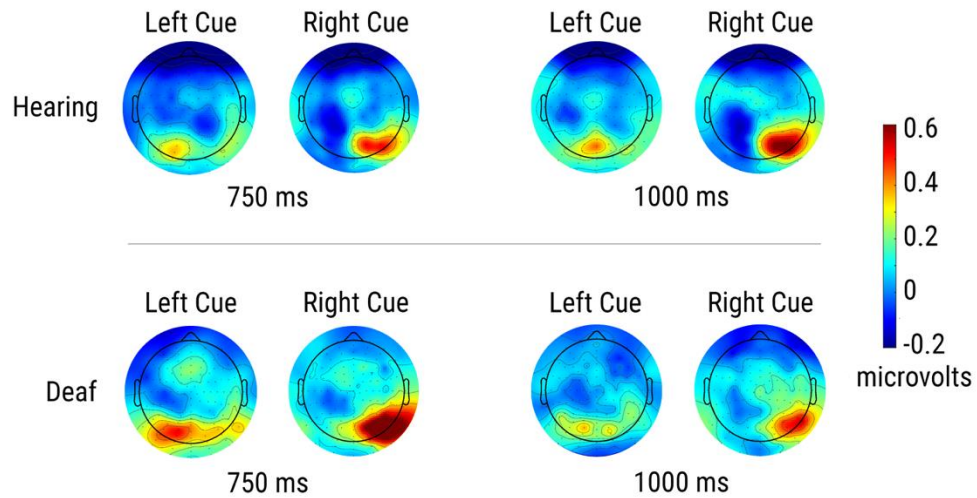 Left Cue Right Cue Left Cue Right Cue
Hearing
750 ms 1000 ms
0.6
0.4
0.2
0
-0.2
microvolts
Left Cue Right Cue Left Cue Right Cue
Deaf
750 ms 1000 ms